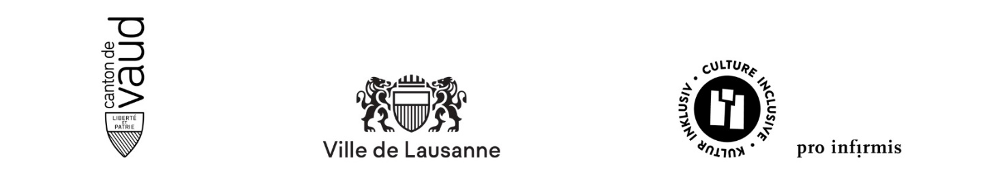 canton de
vaud
LIBERTÉ
ET
PATRIE
Ville de Lausanne
• CULTURE INCLUSIVE • KULTUR INKLUSIV
pro infirmis